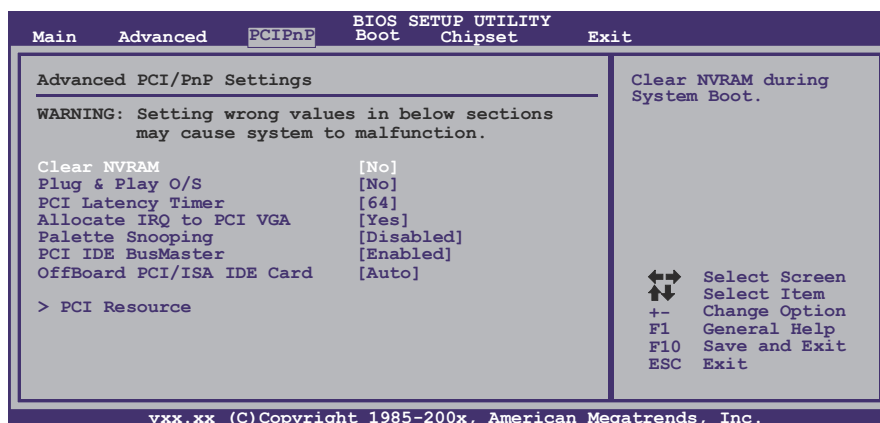 BIOS SETUP UTILITY
Main Advanced PCIPnP Boot Chipset Exit
Advanced PCI/PnP Settings
WARNING: Setting wrong values in below sections
may cause system to malfunction.
Clear NVRAM [No]
Plug & Play O/S [No]
PCI Latency Timer [64]
Allocate IRQ to PCI VGA [Yes]
Palette Snooping [Disabled]
PCI IDE BusMaster [Enabled]
OffBoard PCI/ISA IDE Card [Auto]
> PCI Resource
Clear NVRAM during
System Boot.
Select Screen
Select Item
+- Change Option
F1 General Help
F10 Save and Exit
ESC Exit
vxx.xx (C)Copyright 1985-200x, American Megatrends, Inc.